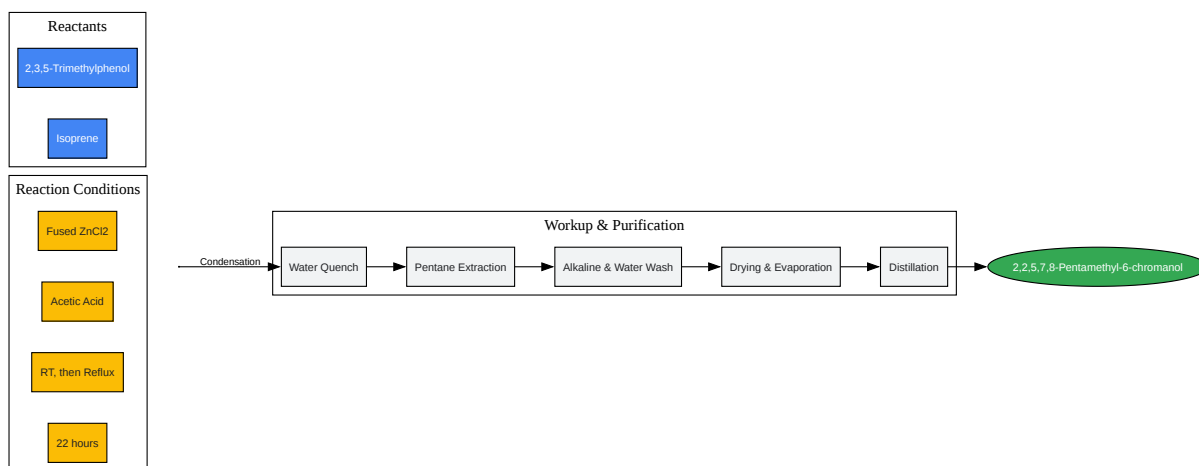 Reactants
2,3,5-Trimethylphenol
Isoprene
Reaction Conditions
Fused ZnCl2
Acetic Acid
RT, then Reflux
22 hours
Condensation
Workup & Purification
Water Quench
Pentane Extraction
Alkaline & Water Wash
Drying & Evaporation
Distillation
2,2,5,7,8-Pentamethyl-6-chromanol